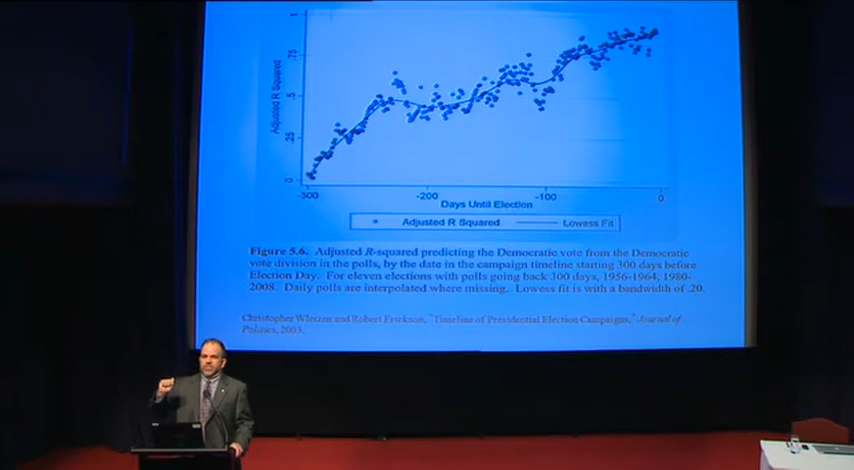 1
.75
.5
.25
0
Adjusted R Squared
-300
-200
-100
0
Days Until Election
Adjusted R Squared
Lowess Fit
Figure 5.6. Adjusted R-squared predicting the Democratic vote from the Democratic
vote division in the polls, by the date in the campaign timeline starting 300 days before
Election Day. For eleven elections with polls going back 300 days, 1956-1964, 1980-
2008. Daily polls are interpolated where missing. Lowess fit is with a bandwidth of .20.
Christopher Wlezien and Robert Erickson, "Timeline of Presidential Election Campaigns," Journal of
Politics, 2003.